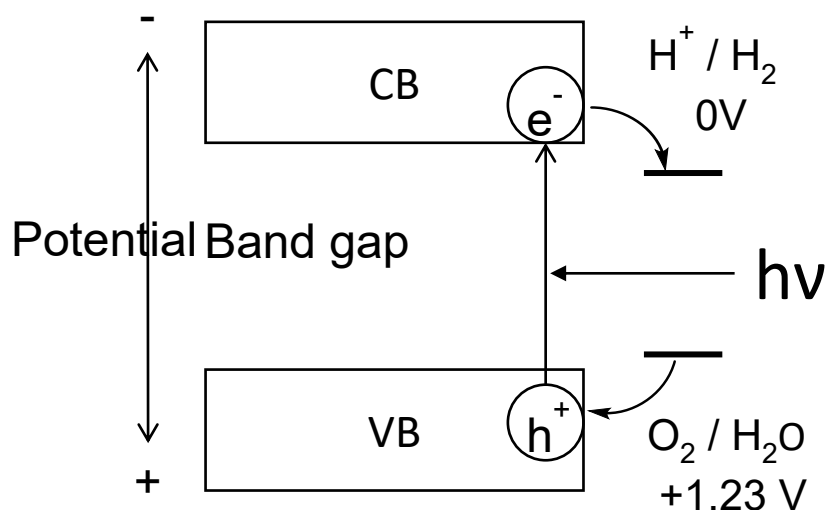 -
CB
e-
H+ / H2
0V
Potential
Band gap
hν
VB
h+
O2 / H2O
+
+1.23 V